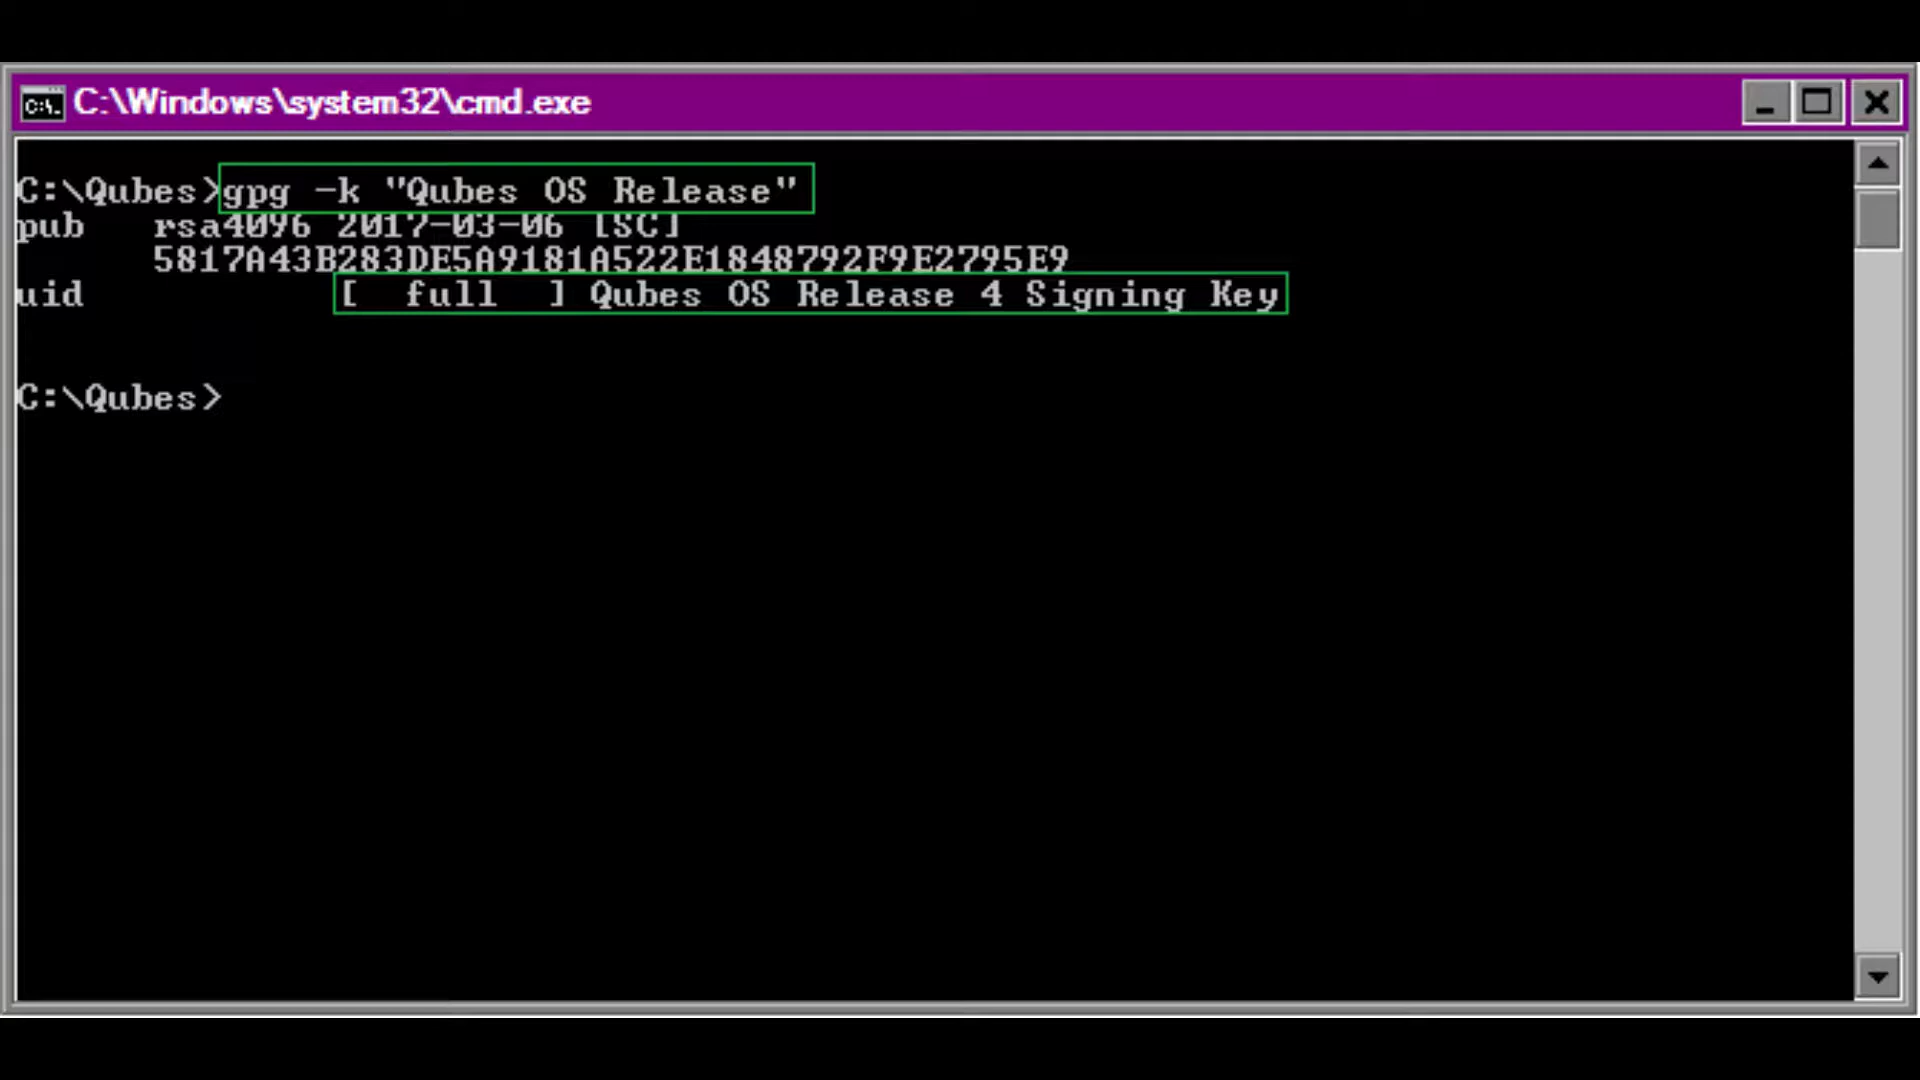 C:\Windows\system32\cmd.exe
C:\Qubes>gpg -k "Qubes OS Release"
pub   rsa4096 2017-03-06 [SC]
      5817A43B283DE5A9181A522E1848792F9E2795E9
uid           [  full  ] Qubes OS Release 4 Signing Key
C:\Qubes>